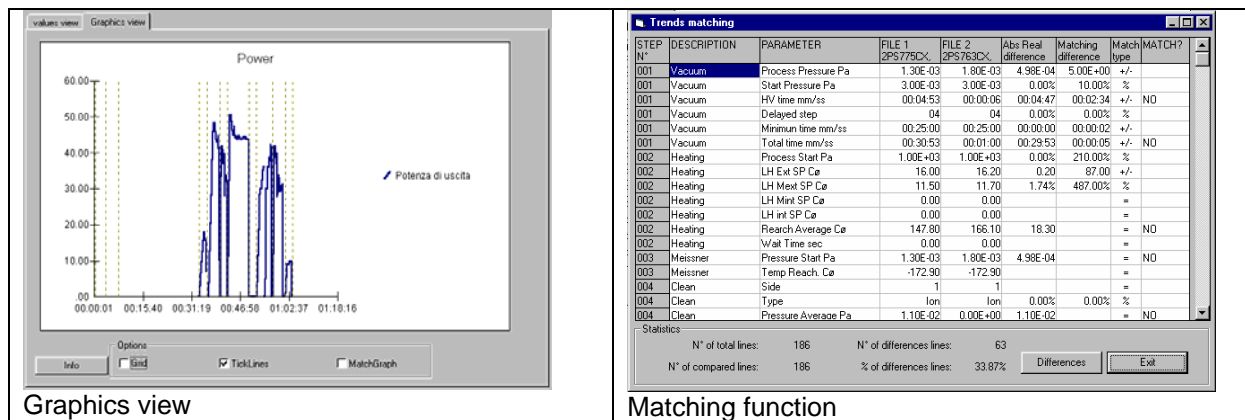 values view Graphics view
Power
60.00
50.00
40.00
30.00
20.00
10.00
.00
00:00:01 00:15:40 00:31:19 00:46:58 01:02:37 01:18:16
Potenza di uscita
Options
Info Grid TickLines MatchGraph
Graphics view
Trends matching
STEP N° DESCRIPTION PARAMETER FILE 1 2PS775CX, FILE 2 2PS763CX, Abs Real difference Matching difference Match type MATCH?
001 Vacuum Process Pressure Pa 1.30E-03 1.80E-03 4.98E-04 5.00E+00 +/-
001 Vacuum Start Pressure Pa 3.00E-03 3.00E-03 0.00% 10.00% %
001 Vacuum HV time mm/ss 00:04:53 00:00:06 00:04:47 00:02:34 +/- NO
001 Vacuum Delayed step 04 04 0.00% 0.00% %
001 Vacuum Minimun time mm/ss 00:25:00 00:25:00 00:00:00 00:00:02 +/-
001 Vacuum Total time mm/ss 00:30:53 00:01:00 00:29:53 00:00:05 +/- NO
002 Heating Process Start Pa 1.00E+03 1.00E+03 0.00% 210.00% %
002 Heating LH Ext SP Cø 16.00 16.20 0.20 87.00 +/-
002 Heating LH Mext SP Cø 11.50 11.70 1.74% 487.00% %
002 Heating LH Mint SP Cø 0.00 0.00 =
002 Heating LH int SP Cø 0.00 0.00 =
002 Heating Rearch Average Cø 147.80 166.10 18.30 = NO
002 Heating Wait Time sec 0.00 0.00 =
003 Meissner Pressure Start Pa 1.30E-03 1.80E-03 4.98E-04 = NO
003 Meissner Temp Reach. Cø -172.90 -172.90 =
004 Clean Side 1 1 =
004 Clean Type Ion Ion 0.00% 0.00% %
004 Clean Pressure Average Pa 1.10E-02 0.00E+00 1.10E-02 = NO
Statistics
N° of total lines: 186 N° of differences lines: 63
N° of compared lines: 186 % of differences lines: 33.87% Differences Exit
Matching function